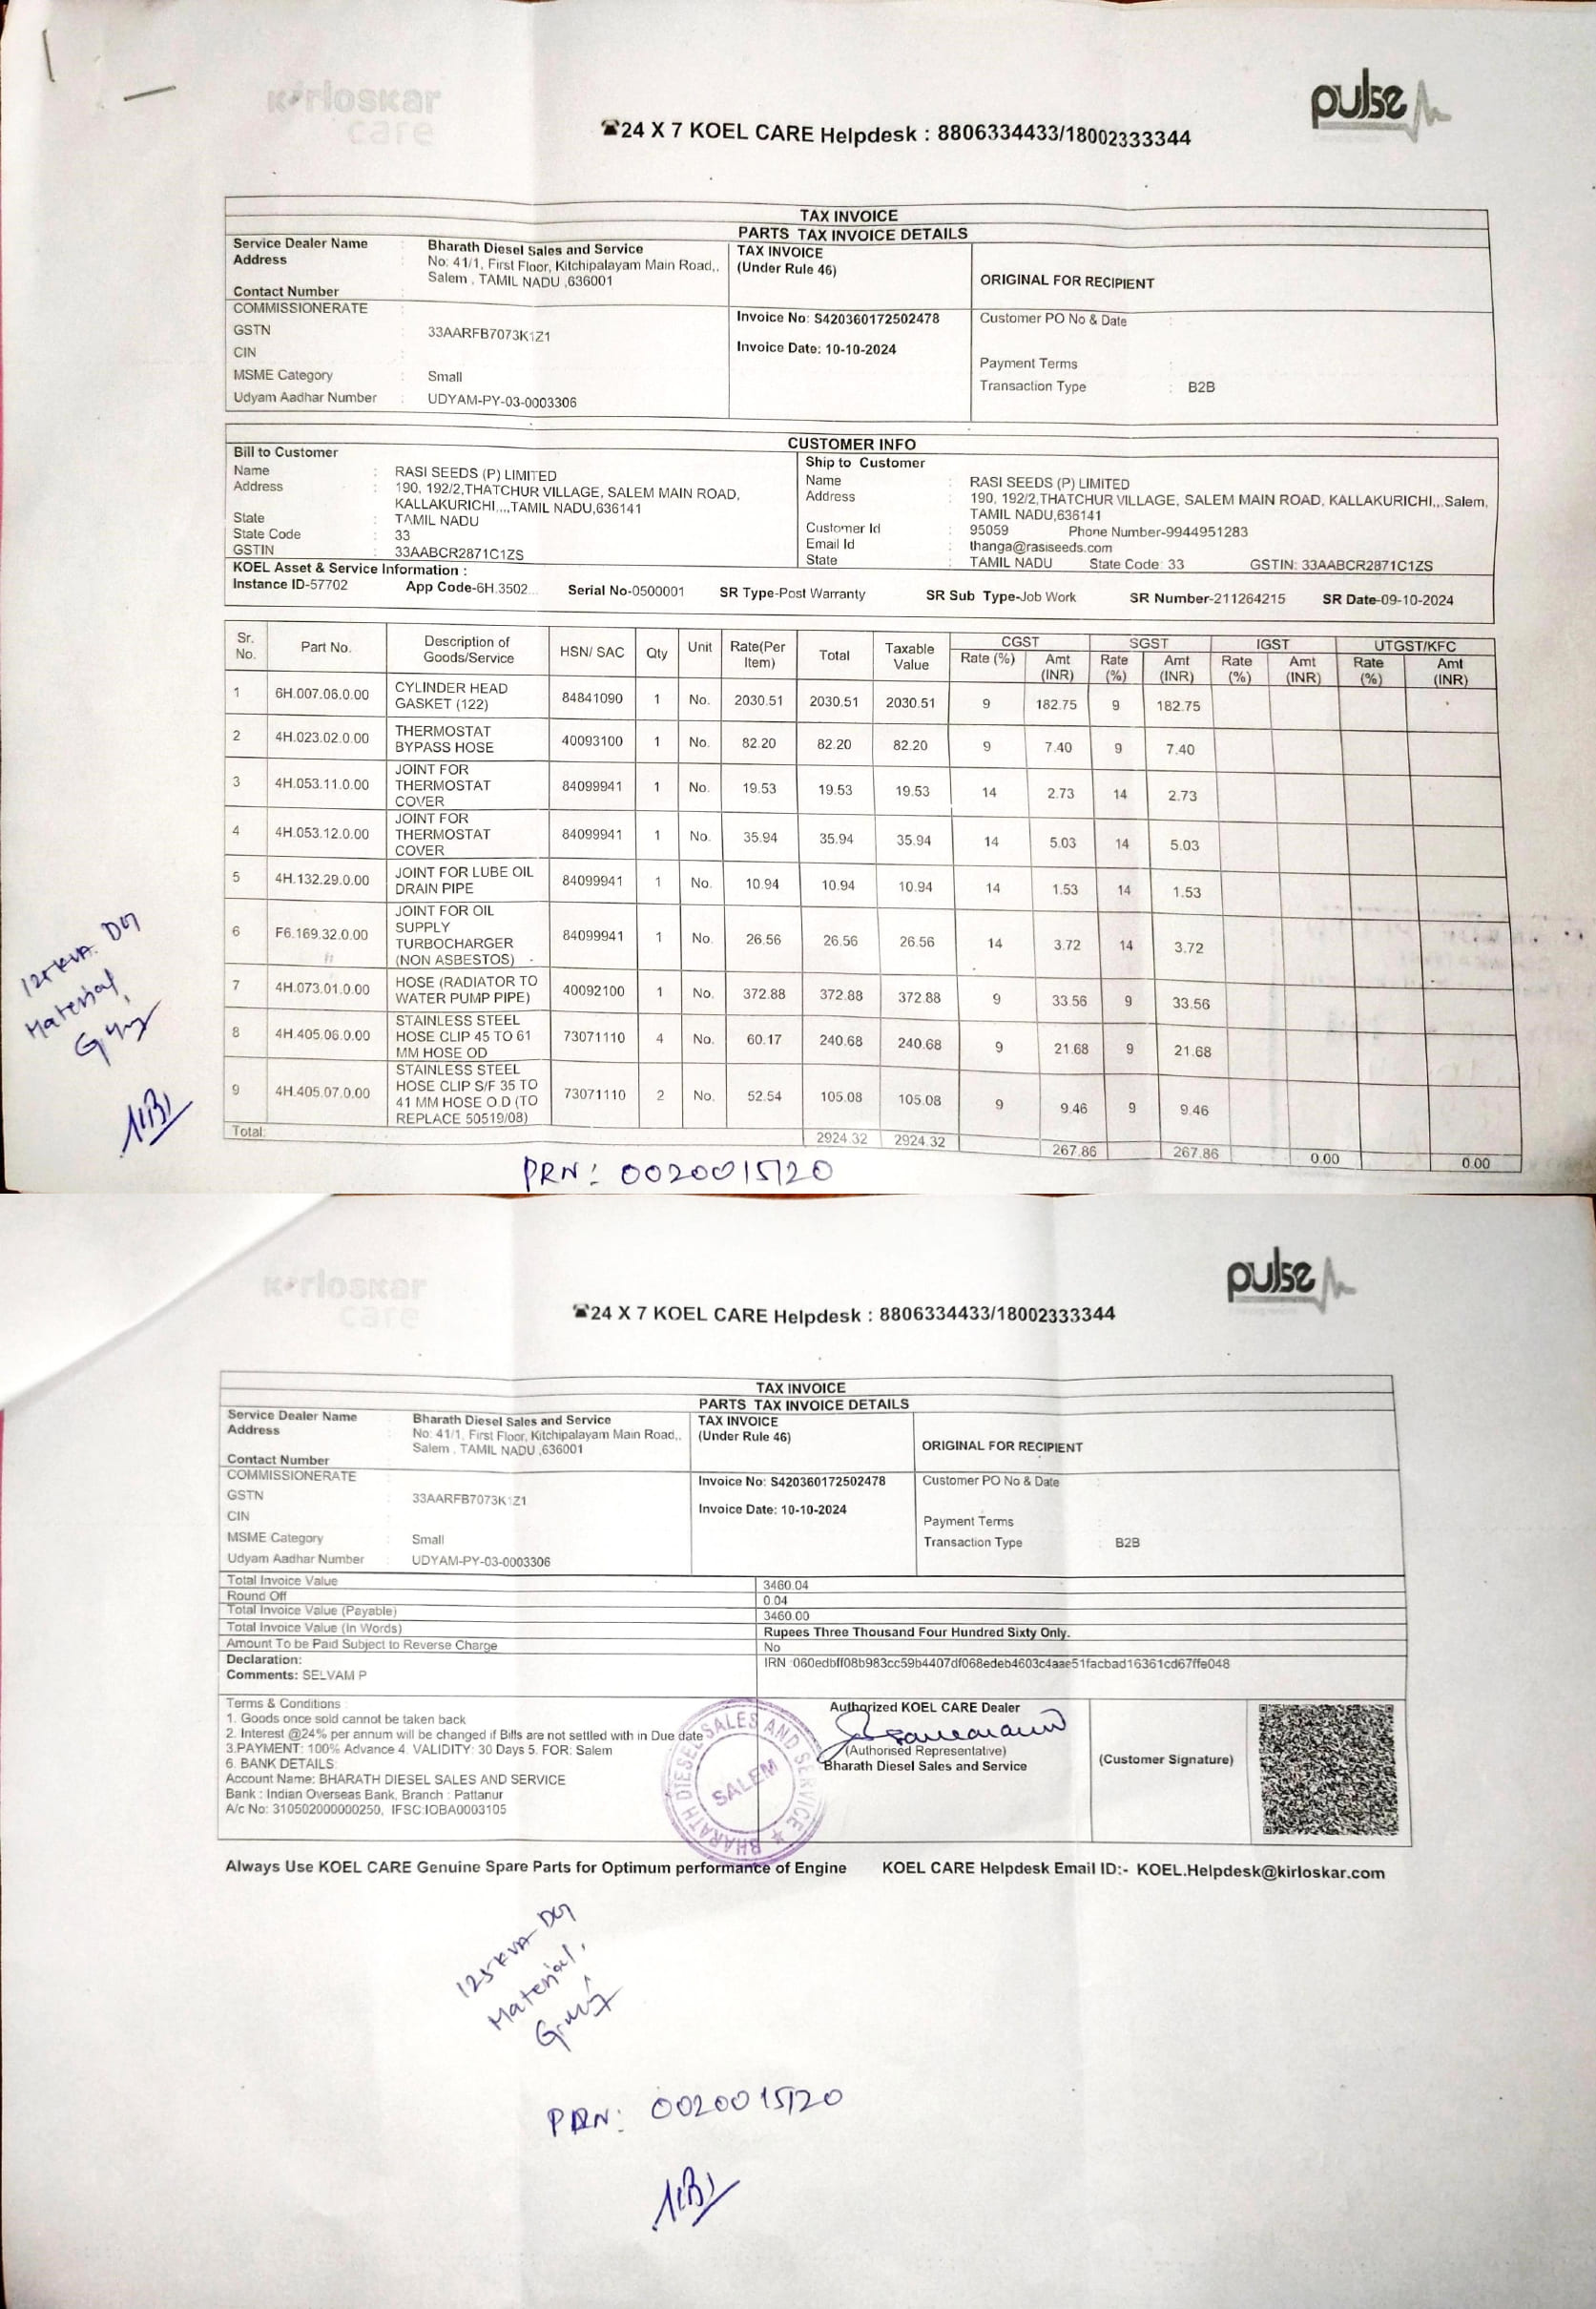 kirloskar
care
pulse
☎24 X 7 KOEL CARE Helpdesk : 8806334433/18002333344
TAX INVOICE
PARTS TAX INVOICE DETAILS
Service Dealer Name : Bharath Diesel Sales and Service
Address : No: 41/1, First Floor, Kitchipalayam Main Road,,
Salem , TAMIL NADU ,636001
Contact Number :
TAX INVOICE
(Under Rule 46)
ORIGINAL FOR RECIPIENT
COMMISSIONERATE :
GSTN : 33AARFB7073K1Z1
CIN :
MSME Category : Small
Udyam Aadhar Number : UDYAM-PY-03-0003306
Invoice No: S420360172502478
Invoice Date: 10-10-2024
Customer PO No & Date :
Payment Terms :
Transaction Type : B2B
CUSTOMER INFO
Bill to Customer
Name : RASI SEEDS (P) LIMITED
Address : 190, 192/2,THATCHUR VILLAGE, SALEM MAIN ROAD,
KALLAKURICHI,,,,TAMIL NADU,636141
State : TAMIL NADU
State Code : 33
GSTIN : 33AABCR2871C1ZS
Ship to Customer
Name : RASI SEEDS (P) LIMITED
Address : 190, 192/2,THATCHUR VILLAGE, SALEM MAIN ROAD, KALLAKURICHI,,,Salem,
TAMIL NADU,636141
Customer Id : 95059 Phone Number-9944951283
Email Id : thanga@rasiseeds.com
State : TAMIL NADU State Code: 33 GSTIN: 33AABCR2871C1ZS
KOEL Asset & Service Information :
Instance ID-57702 App Code-6H.3502... Serial No-0500001 SR Type-Post Warranty SR Sub Type-Job Work SR Number-211264215 SR Date-09-10-2024
Sr. No. Part No. Description of Goods/Service HSN/ SAC Qty Unit Rate(Per Item) Total Taxable Value CGST SGST IGST UTGST/KFC
Rate (%) Amt (INR) Rate (%) Amt (INR) Rate (%) Amt (INR) Rate (%) Amt (INR)
1 6H.007.06.0.00 CYLINDER HEAD GASKET (122) 84841090 1 No. 2030.51 2030.51 2030.51 9 182.75 9 182.75
2 4H.023.02.0.00 THERMOSTAT BYPASS HOSE 40093100 1 No. 82.20 82.20 82.20 9 7.40 9 7.40
3 4H.053.11.0.00 JOINT FOR THERMOSTAT COVER 84099941 1 No. 19.53 19.53 19.53 14 2.73 14 2.73
4 4H.053.12.0.00 JOINT FOR THERMOSTAT COVER 84099941 1 No. 35.94 35.94 35.94 14 5.03 14 5.03
5 4H.132.29.0.00 JOINT FOR LUBE OIL DRAIN PIPE 84099941 1 No. 10.94 10.94 10.94 14 1.53 14 1.53
6 F6.169.32.0.00 JOINT FOR OIL SUPPLY TURBOCHARGER (NON ASBESTOS) 84099941 1 No. 26.56 26.56 26.56 14 3.72 14 3.72
7 4H.073.01.0.00 HOSE (RADIATOR TO WATER PUMP PIPE) 40092100 1 No. 372.88 372.88 372.88 9 33.56 9 33.56
8 4H.405.06.0.00 STAINLESS STEEL HOSE CLIP 45 TO 61 MM HOSE OD 73071110 4 No. 60.17 240.68 240.68 9 21.68 9 21.68
9 4H.405.07.0.00 STAINLESS STEEL HOSE CLIP S/F 35 TO 41 MM HOSE O.D (TO REPLACE 50519/08) 73071110 2 No. 52.54 105.08 105.08 9 9.46 9 9.46
Total: 2924.32 2924.32 267.86 267.86 0.00 0.00
125 KVA DG
Material,
PRN: 0020015120
kirloskar
care
pulse
☎24 X 7 KOEL CARE Helpdesk : 8806334433/18002333344
TAX INVOICE
PARTS TAX INVOICE DETAILS
Service Dealer Name : Bharath Diesel Sales and Service
Address : No: 41/1, First Floor, Kitchipalayam Main Road,,
Salem , TAMIL NADU ,636001
Contact Number :
TAX INVOICE
(Under Rule 46)
ORIGINAL FOR RECIPIENT
COMMISSIONERATE :
GSTN : 33AARFB7073K1Z1
CIN :
MSME Category : Small
Udyam Aadhar Number : UDYAM-PY-03-0003306
Invoice No: S420360172502478
Invoice Date: 10-10-2024
Customer PO No & Date :
Payment Terms :
Transaction Type : B2B
Total Invoice Value 3460.04
Round Off 0.04
Total Invoice Value (Payable) 3460.00
Total Invoice Value (In Words) Rupees Three Thousand Four Hundred Sixty Only.
Amount To be Paid Subject to Reverse Charge No
Declaration: IRN :060edbff08b983cc59b4407df068edeb4603c4aae51facbad16361cd67ffe048
Comments: SELVAM P
Terms & Conditions :
1. Goods once sold cannot be taken back
2. Interest @24% per annum will be changed if Bills are not settled with in Due date
3.PAYMENT: 100% Advance 4. VALIDITY: 30 Days 5. FOR: Salem
6. BANK DETAILS:
Account Name: BHARATH DIESEL SALES AND SERVICE
Bank : Indian Overseas Bank, Branch : Pattanur
A/c No: 310502000000250, IFSC:IOBA0003105
BHARATH DIESEL SALES AND SERVICE ★
SALEM
Authorized KOEL CARE Dealer
(Authorised Representative)
Bharath Diesel Sales and Service
(Customer Signature)
Always Use KOEL CARE Genuine Spare Parts for Optimum performance of Engine KOEL CARE Helpdesk Email ID:- KOEL.Helpdesk@kirloskar.com
125 KVA DG
Material,
PRN: 0020015120